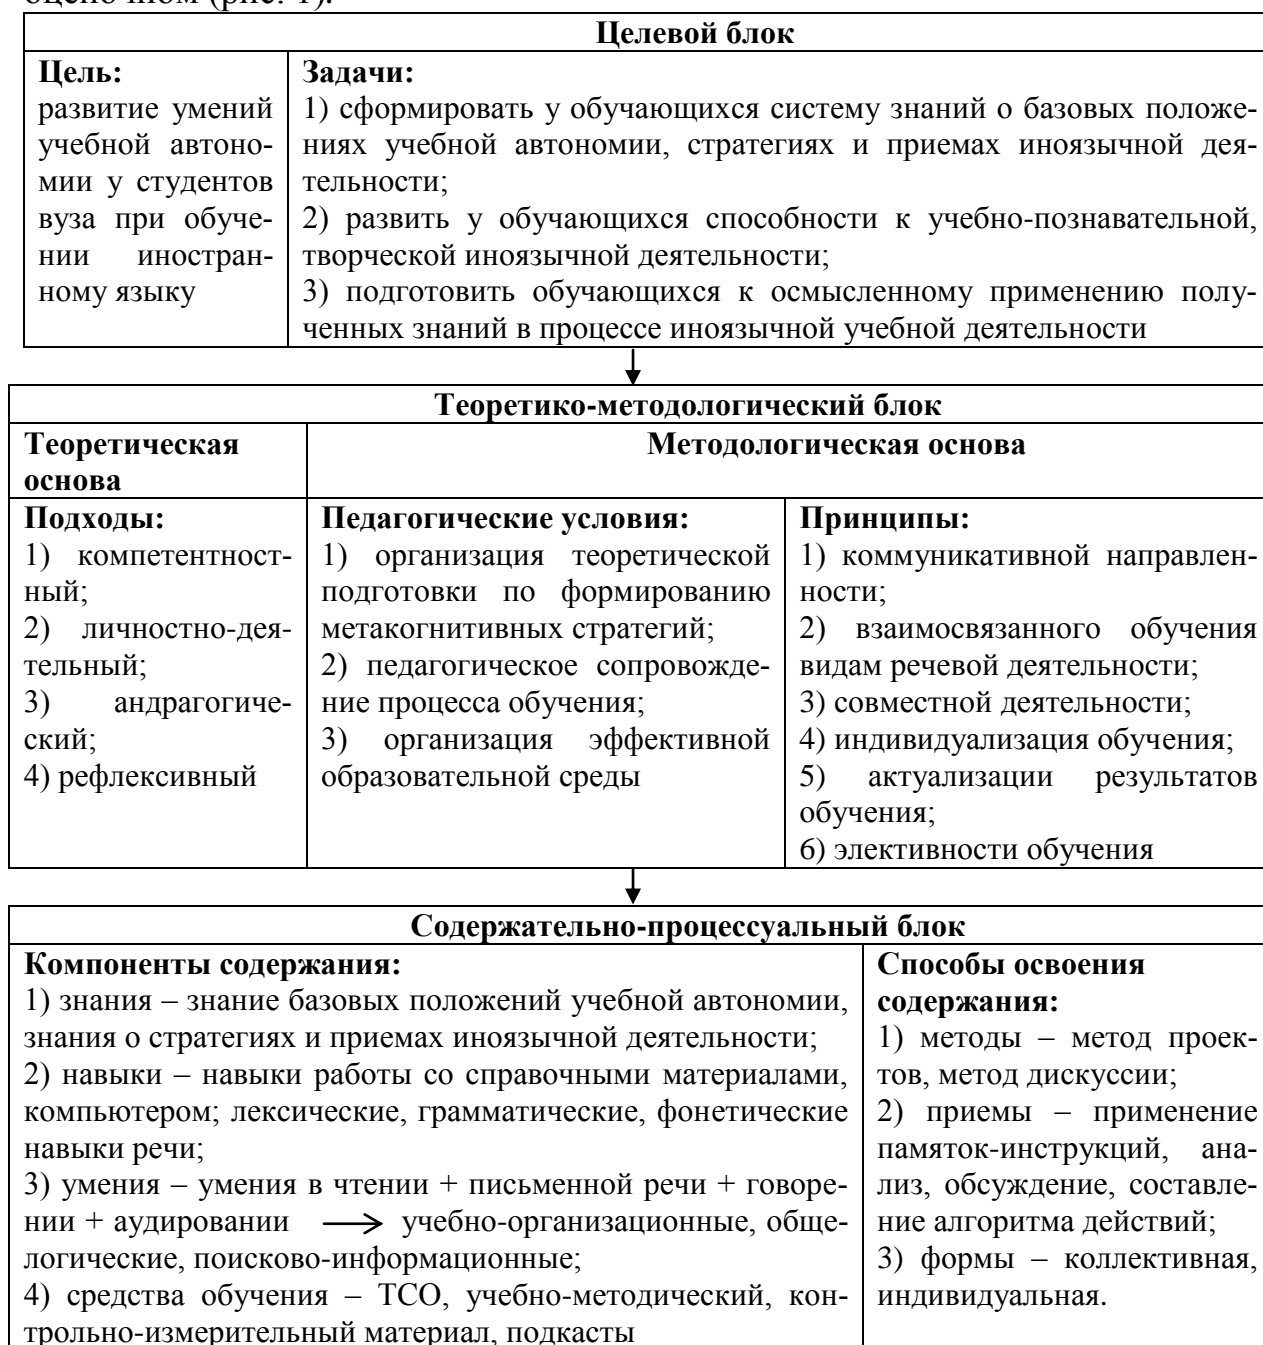 оценочном (рис. 1).
Целевой блок
Цель:
развитие умений
учебной автоно-
мии у студентов
вуза при обуче-
нии иностран-
ному языку
Задачи:
1) сформировать у обучающихся систему знаний о базовых положе-
ниях учебной автономии, стратегиях и приемах иноязычной дея-
тельности;
2) развить у обучающихся способности к учебно-познавательной,
творческой иноязычной деятельности;
3) подготовить обучающихся к осмысленному применению полу-
ченных знаний в процессе иноязычной учебной деятельности
Теоретико-методологический блок
Теоретическая
основа
Методологическая основа
Подходы:
1) компетентност-
ный;
2) личностно-дея-
тельный;
3) андрагогиче-
ский;
4) рефлексивный
Педагогические условия:
1) организация теоретической
подготовки по формированию
метакогнитивных стратегий;
2) педагогическое сопровожде-
ние процесса обучения;
3) организация эффективной
образовательной среды
Принципы:
1) коммуникативной направлен-
ности;
2) взаимосвязанного обучения
видам речевой деятельности;
3) совместной деятельности;
4) индивидуализация обучения;
5) актуализации результатов
обучения;
6) элективности обучения
Содержательно-процессуальный блок
Компоненты содержания:
1) знания – знание базовых положений учебной автономии,
знания о стратегиях и приемах иноязычной деятельности;
2) навыки – навыки работы со справочными материалами,
компьютером; лексические, грамматические, фонетические
навыки речи;
3) умения – умения в чтении + письменной речи + говоре-
нии + аудировании ⟶ учебно-организационные, обще-
логические, поисково-информационные;
4) средства обучения – ТСО, учебно-методический, кон-
трольно-измерительный материал, подкасты
Способы освоения
содержания:
1) методы – метод проек-
тов, метод дискуссии;
2) приемы – применение
памяток-инструкций, ана-
лиз, обсуждение, составле-
ние алгоритма действий;
3) формы – коллективная,
индивидуальная.